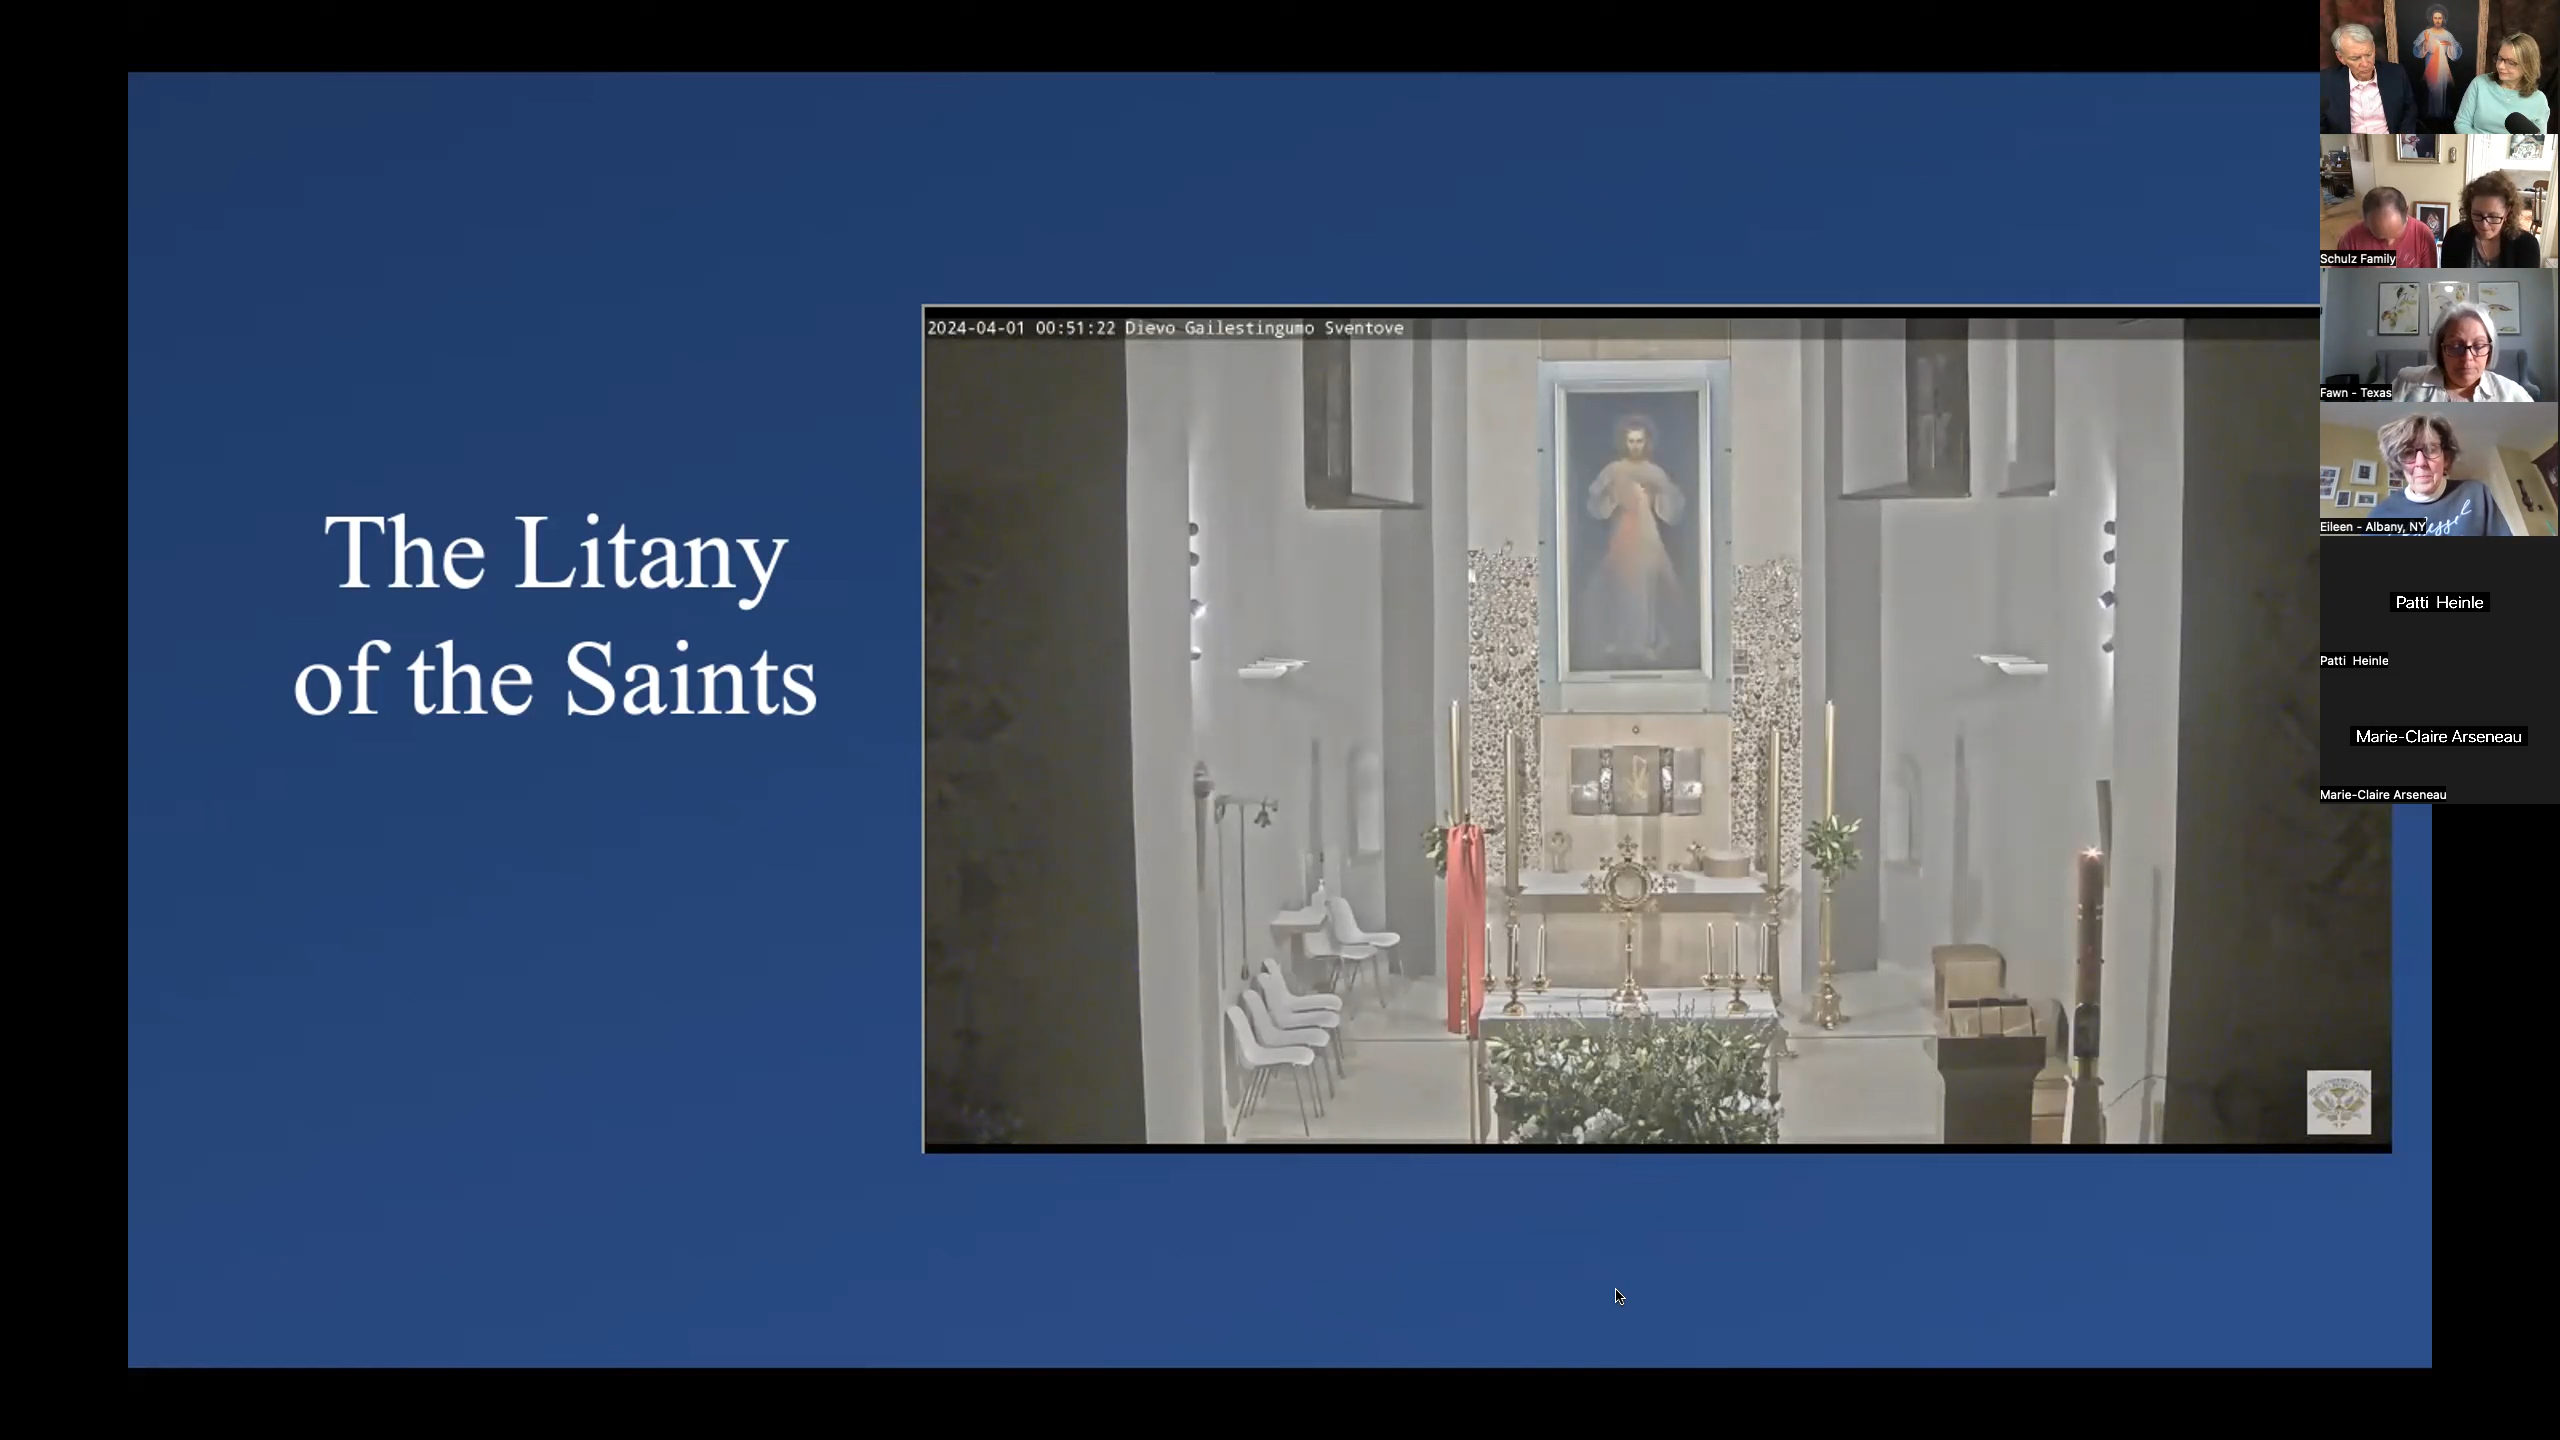 The Litany
of the Saints
2024-04-01 00:51:22 Dievo Gailestingumo Sventove
Schulz Family
Fawn - Texas
Eileen - Albany, NY
Patti Heinle
Patti Heinle
Marie-Claire Arseneau
Marie-Claire Arseneau